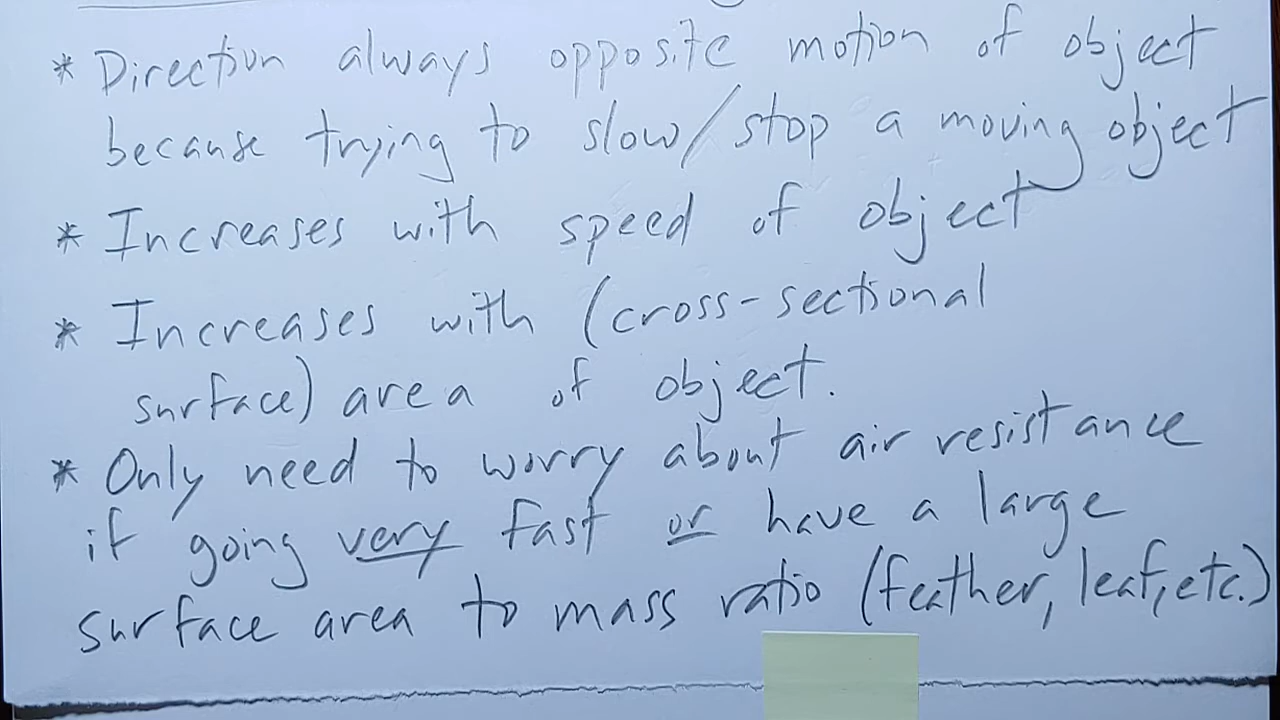 * Direction always opposite motion of object
because trying to slow/stop a moving object
* Increases with speed of object
* Increases with (cross-sectional
surface) area of object.
* Only need to worry about air resistance
if going very fast or have a large
surface area to mass ratio (feather, leaf, etc.)